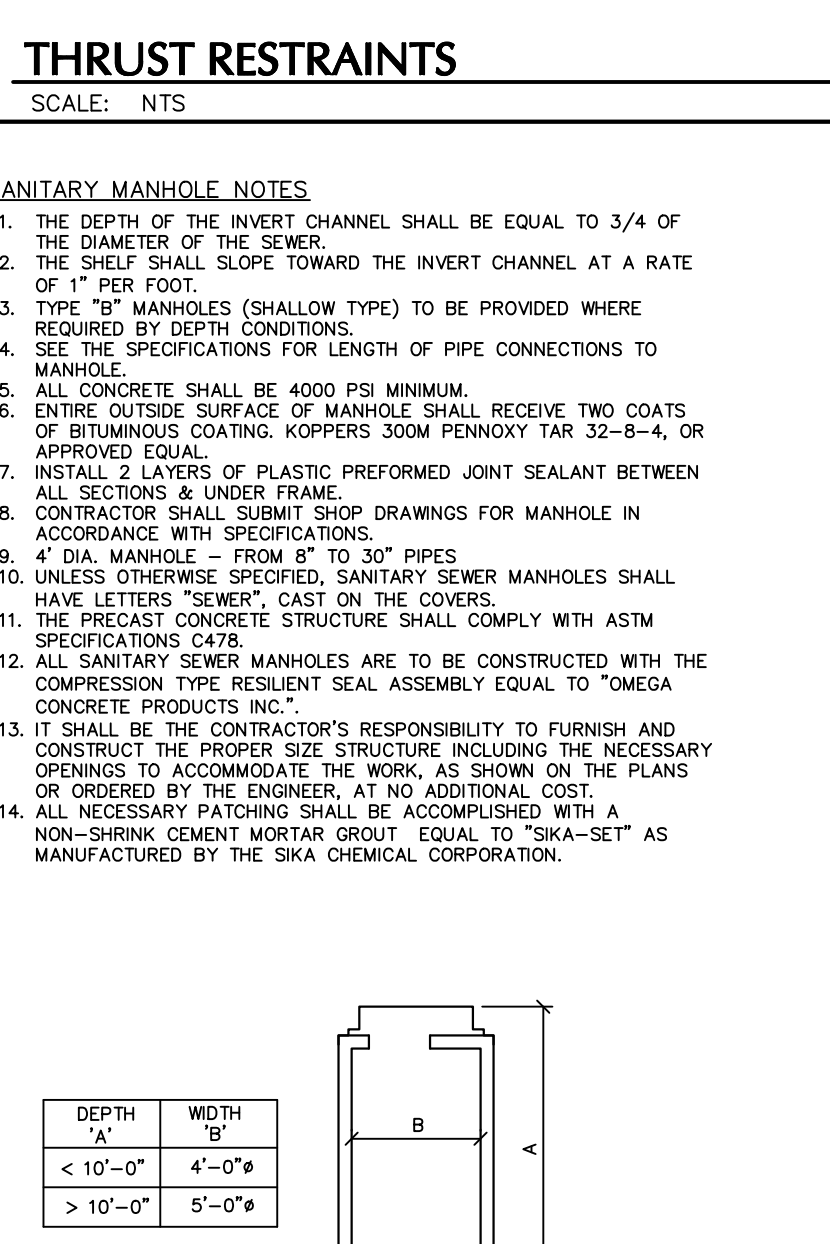 THRUST RESTRAINTS
SCALE: NTS
ANITARY MANHOLE NOTES
1. THE DEPTH OF THE INVERT CHANNEL SHALL BE EQUAL TO 3/4 OF
THE DIAMETER OF THE SEWER.
2. THE SHELF SHALL SLOPE TOWARD THE INVERT CHANNEL AT A RATE
OF 1" PER FOOT.
3. TYPE "B" MANHOLES (SHALLOW TYPE) TO BE PROVIDED WHERE
REQUIRED BY DEPTH CONDITIONS.
4. SEE THE SPECIFICATIONS FOR LENGTH OF PIPE CONNECTIONS TO
MANHOLE.
5. ALL CONCRETE SHALL BE 4000 PSI MINIMUM.
6. ENTIRE OUTSIDE SURFACE OF MANHOLE SHALL RECEIVE TWO COATS
OF BITUMINOUS COATING. KOPPERS 300M PENNOXY TAR 32-8-4, OR
APPROVED EQUAL.
7. INSTALL 2 LAYERS OF PLASTIC PREFORMED JOINT SEALANT BETWEEN
ALL SECTIONS & UNDER FRAME.
8. CONTRACTOR SHALL SUBMIT SHOP DRAWINGS FOR MANHOLE IN
ACCORDANCE WITH SPECIFICATIONS.
9. 4' DIA. MANHOLE - FROM 8" TO 30" PIPES
10. UNLESS OTHERWISE SPECIFIED, SANITARY SEWER MANHOLES SHALL
HAVE LETTERS "SEWER", CAST ON THE COVERS.
11. THE PRECAST CONCRETE STRUCTURE SHALL COMPLY WITH ASTM
SPECIFICATIONS C478.
12. ALL SANITARY SEWER MANHOLES ARE TO BE CONSTRUCTED WITH THE
COMPRESSION TYPE RESILIENT SEAL ASSEMBLY EQUAL TO "OMEGA
CONCRETE PRODUCTS INC.".
13. IT SHALL BE THE CONTRACTOR'S RESPONSIBILITY TO FURNISH AND
CONSTRUCT THE PROPER SIZE STRUCTURE INCLUDING THE NECESSARY
OPENINGS TO ACCOMMODATE THE WORK, AS SHOWN ON THE PLANS
OR ORDERED BY THE ENGINEER, AT NO ADDITIONAL COST.
14. ALL NECESSARY PATCHING SHALL BE ACCOMPLISHED WITH A
NON-SHRINK CEMENT MORTAR GROUT EQUAL TO "SIKA-SET" AS
MANUFACTURED BY THE SIKA CHEMICAL CORPORATION.
DEPTH 'A' WIDTH 'B'
< 10'-0" 4'-0"ø
> 10'-0" 5'-0"ø
B
A